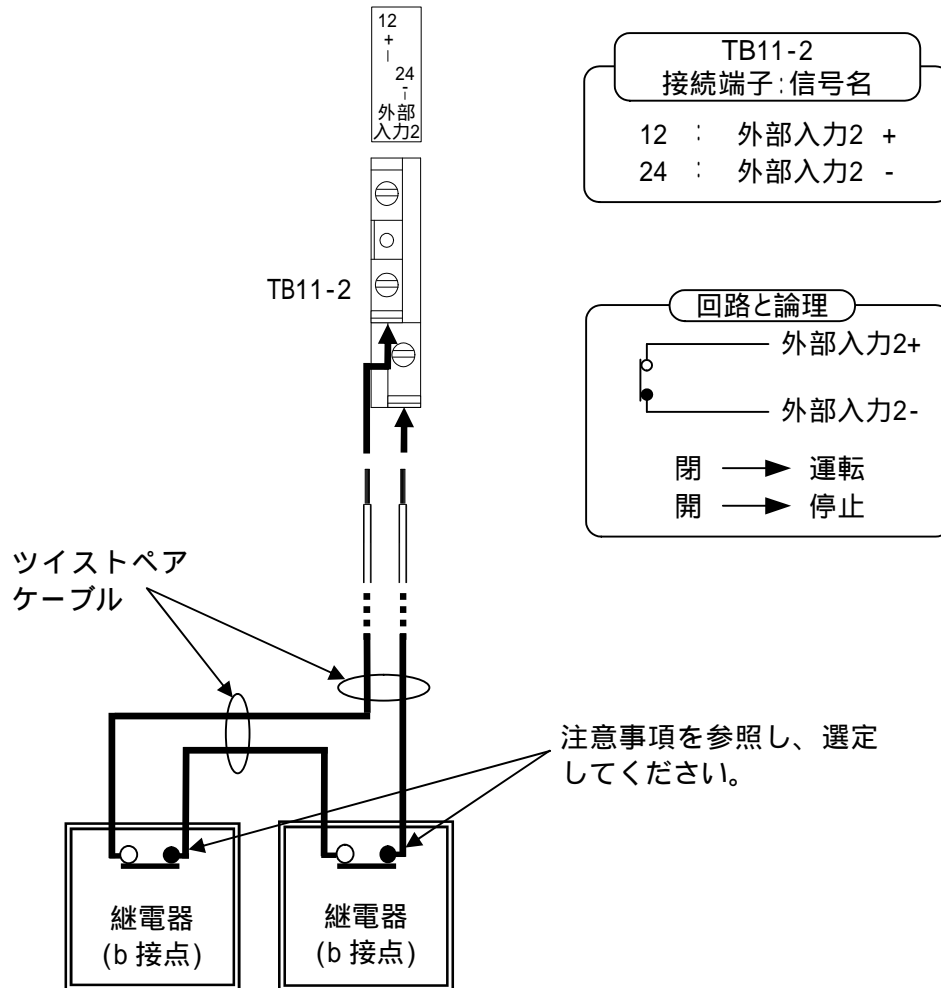 12
+
24
-
外部
入力2
TB11-2
接続端子:信号名
12 : 外部入力2 +
24 : 外部入力2 -
TB11-2
回路と論理
外部入力2+
外部入力2-
閉 → 運転
開 → 停止
ツイストペア
ケーブル
注意事項を参照し、選定
してください。
継電器
(b 接点)
継電器
(b 接点)